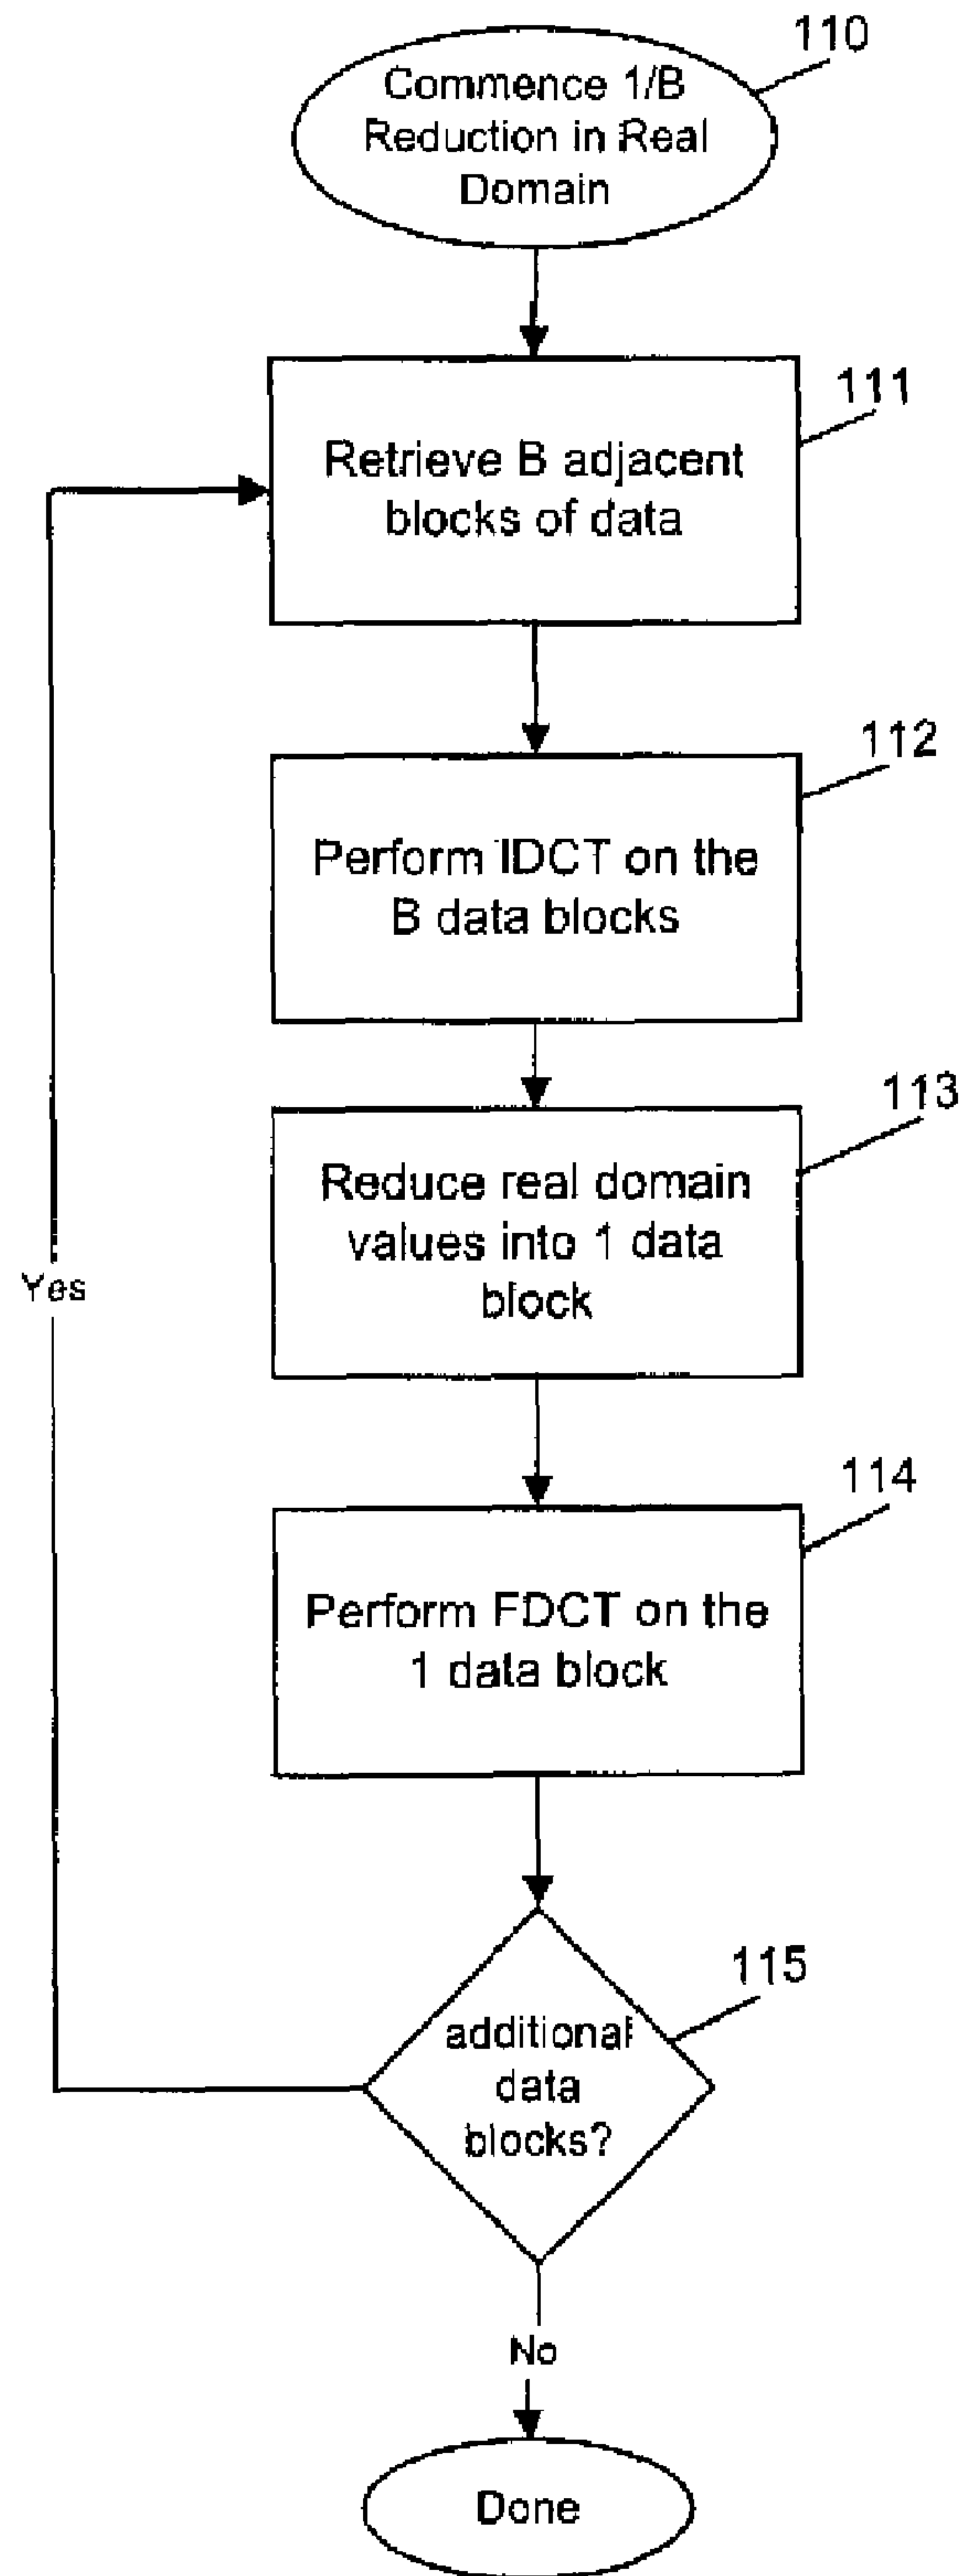 110
Commence 1/B
Reduction in Real
Domain
111
Retrieve B adjacent
blocks of data
112
Perform IDCT on the
B data blocks
113
Reduce real domain
values into 1 data
block
Yes
114
Perform FDCT on the
1 data block
115
additional
data
blocks?
No
Done